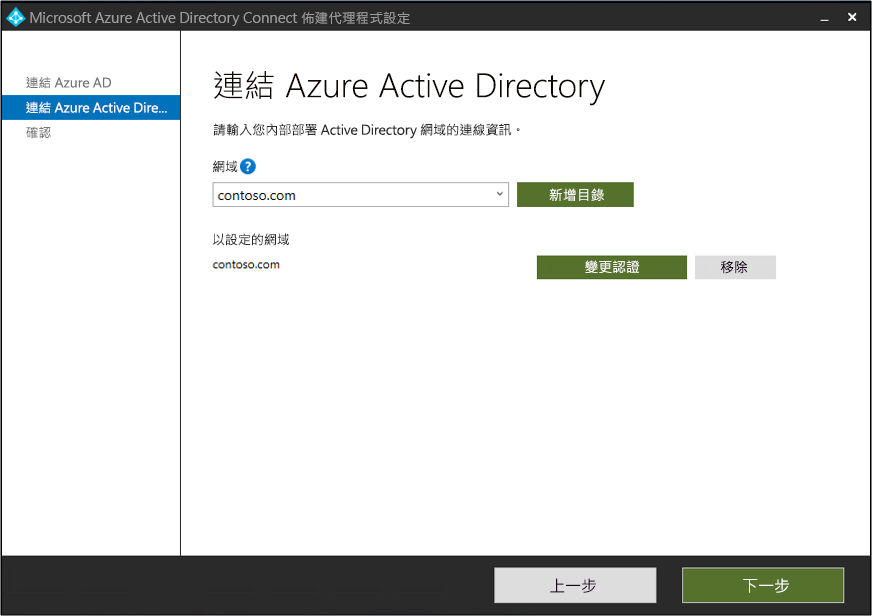 Microsoft Azure Active Directory Connect 佈建代理程式設定
連結 Azure AD
連結 Azure Active Dire...
確認
連結 Azure Active Directory
請輸入您內部部署 Active Directory 網域的連線資訊。
網域 ?
contoso.com
新增目錄
以設定的網域
contoso.com
變更認證
移除
上一步
下一步